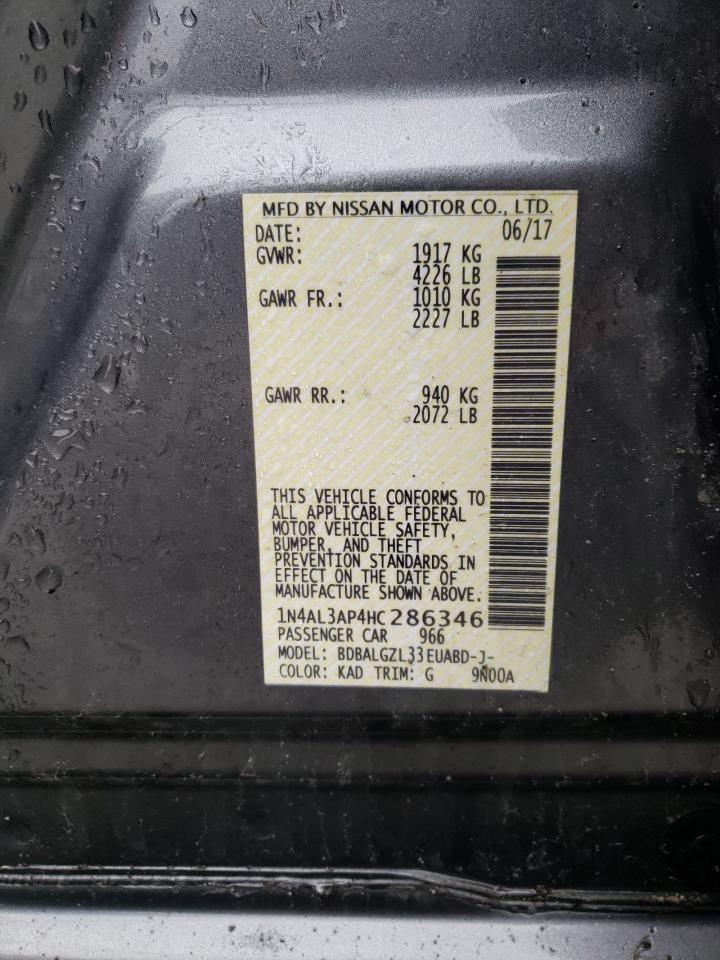 MFD BY NISSAN MOTOR CO., LTD.
DATE: 06/17
GVWR: 1917 KG
4226 LB
GAWR FR.: 1010 KG
2227 LB
GAWR RR.: 940 KG
2072 LB
THIS VEHICLE CONFORMS TO
ALL APPLICABLE FEDERAL
MOTOR VEHICLE SAFETY,
BUMPER, AND THEFT
PREVENTION STANDARDS IN
EFFECT ON THE DATE OF
MANUFACTURE SHOWN ABOVE.
1N4AL3AP4HC286346
PASSENGER CAR 966
MODEL: BDBALGZL33EUABD-J-
COLOR: KAD TRIM: G 9N00A